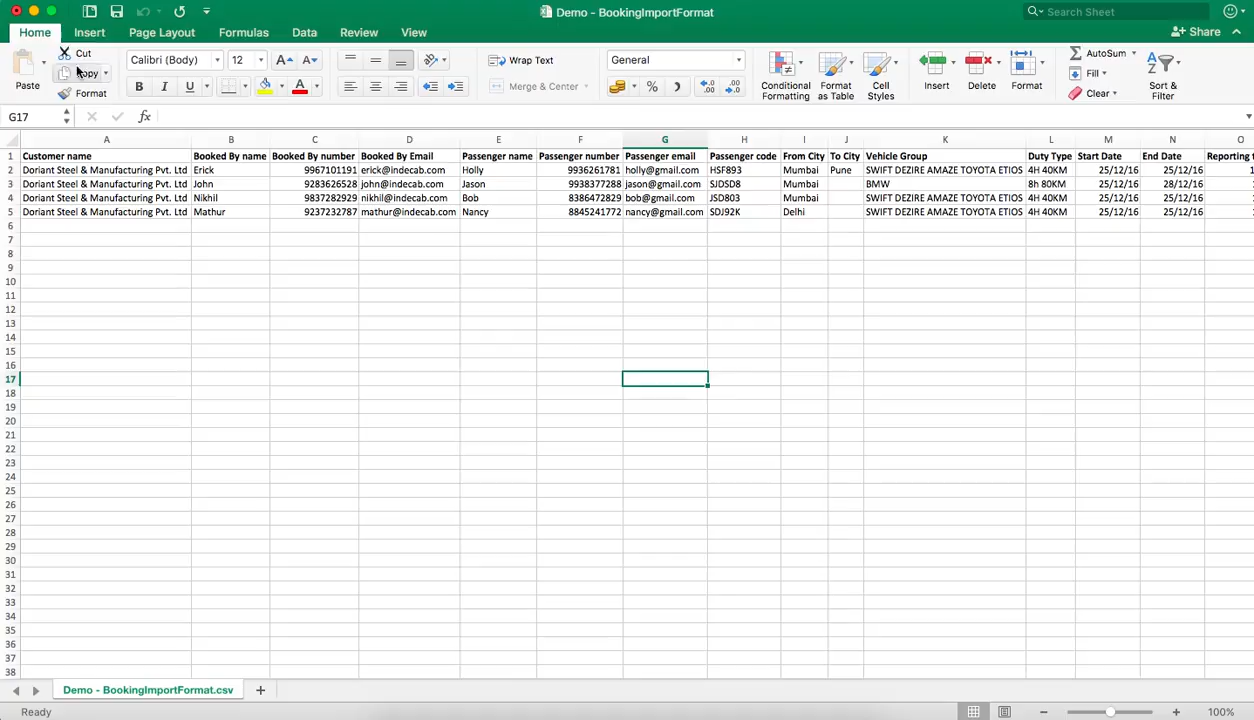 Demo - BookingImportFormat
Search Sheet
Home Insert Page Layout Formulas Data Review View
Share
Paste
Cut
Copy
Format
Calibri (Body) 12
B I U
Wrap Text
Merge & Center
General
Conditional Formatting
Format as Table
Cell Styles
Insert
Delete
Format
AutoSum
Fill
Clear
Sort & Filter
G17
fx
A B C D E F G H I J K L M N O
1 Customer name Booked By name Booked By number Booked By Email Passenger name Passenger number Passenger email Passenger code From City To City Vehicle Group Duty Type Start Date End Date Reporting
2 Doriant Steel & Manufacturing Pvt. Ltd Erick 9967101191 erick@indecab.com Holly 9936261781 holly@gmail.com HSF893 Mumbai Pune SWIFT DEZIRE AMAZE TOYOTA ETIOS 4H 40KM 25/12/16 25/12/16
3 Doriant Steel & Manufacturing Pvt. Ltd John 9283626528 john@indecab.com Jason 9938377288 jason@gmail.com SJDSD8 Mumbai BMW 8h 80KM 25/12/16 28/12/16
4 Doriant Steel & Manufacturing Pvt. Ltd Nikhil 9837282929 nikhil@indecab.com Bob 8386472829 bob@gmail.com JSD803 Mumbai SWIFT DEZIRE AMAZE TOYOTA ETIOS 4H 40KM 25/12/16 25/12/16
5 Doriant Steel & Manufacturing Pvt. Ltd Mathur 9237232787 mathur@indecab.com Nancy 8845241772 nancy@gmail.com SDJ92K Delhi SWIFT DEZIRE AMAZE TOYOTA ETIOS 4H 40KM 25/12/16 25/12/16
6
7
8
9
10
11
12
13
14
15
16
17
18
19
20
21
22
23
24
25
26
27
28
29
30
31
32
33
34
35
36
37
38
Demo - BookingImportFormat.csv
Ready
100%